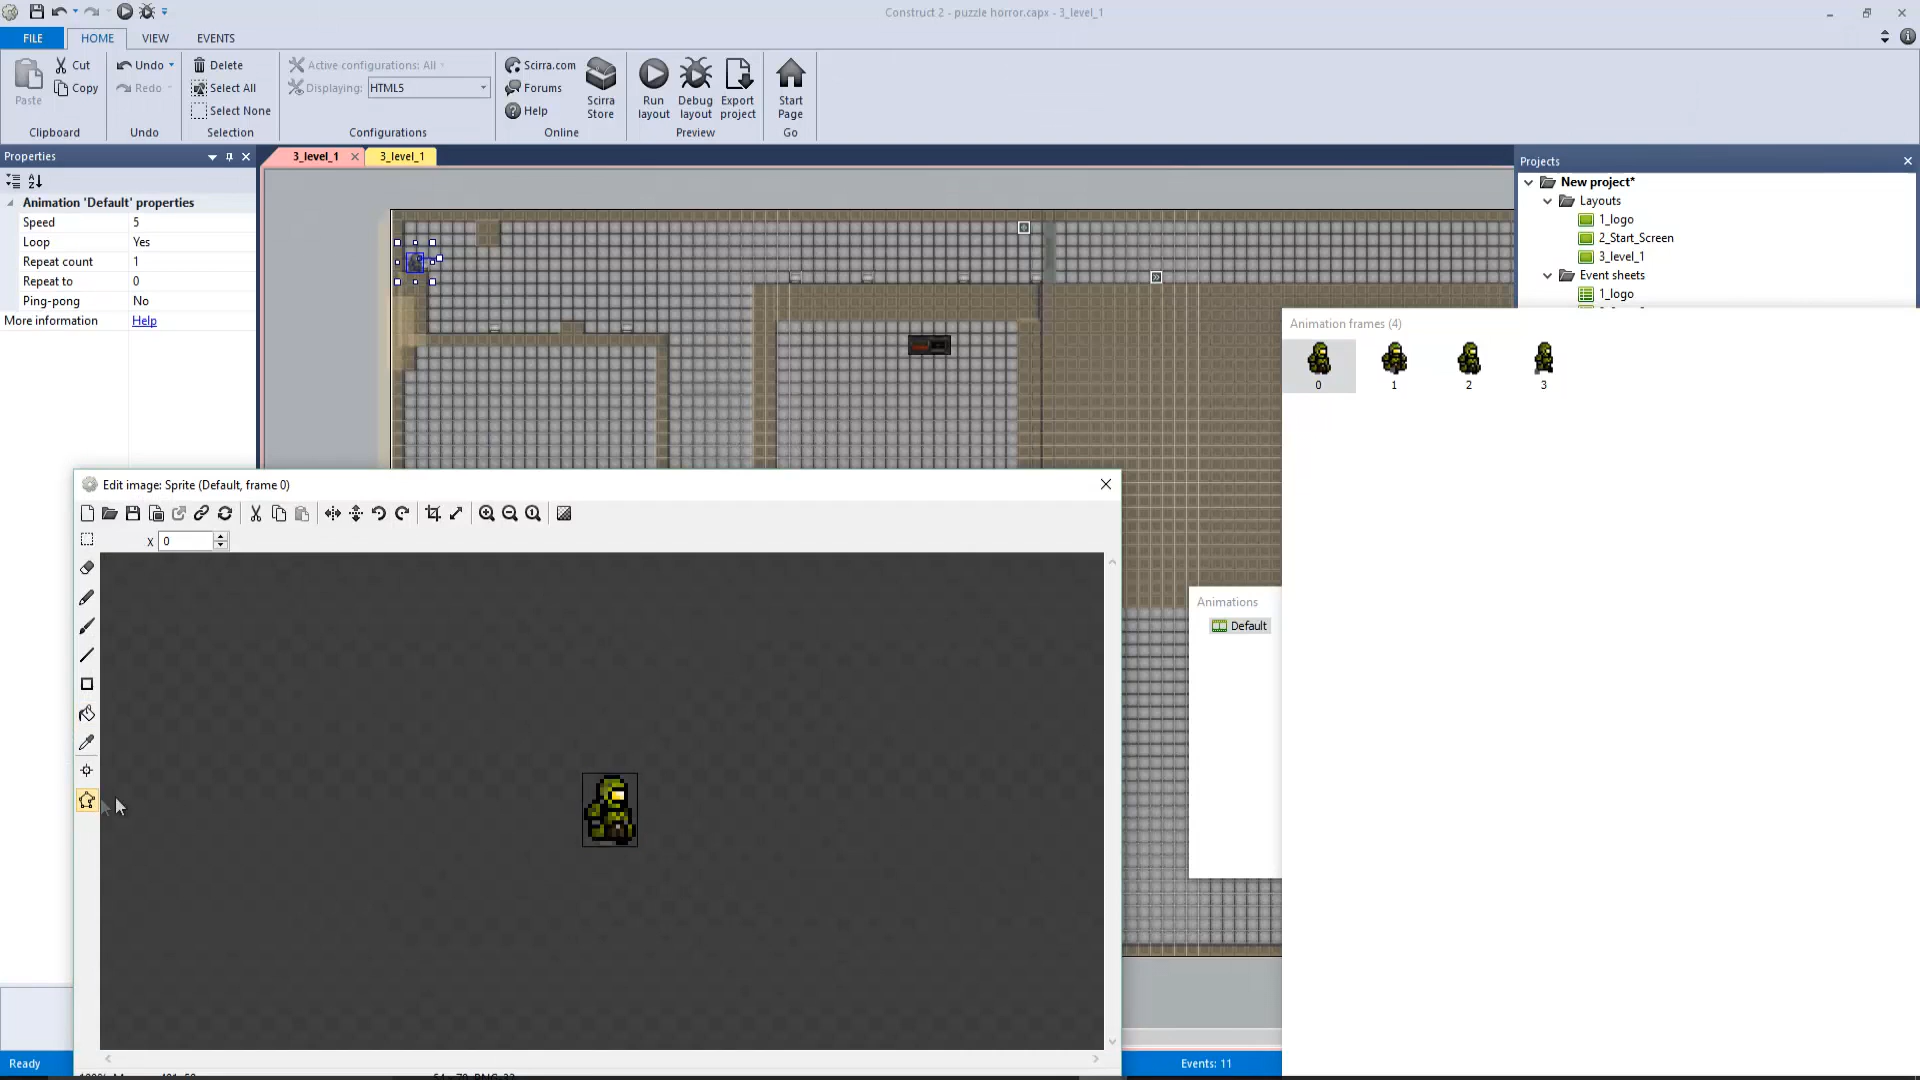 Construct 2 - puzzle horror.capx - 3_level_1
FILE
HOME
VIEW
EVENTS
Paste
Cut
Copy
Clipboard
Undo
Redo
Undo
Delete
Select All
Select None
Selection
Active configurations: All
Displaying:
HTML5
Configurations
Scirra.com
Forums
Help
Scirra Store
Online
Run layout
Debug layout
Export project
Preview
Start Page
Go
Properties
3_level_1
3_level_1
Projects
Animation 'Default' properties
Speed 5
Loop Yes
Repeat count 1
Repeat to 0
Ping-pong No
More information Help
New project*
Layouts
1_logo
2_Start_Screen
3_level_1
Event sheets
1_logo
Animation frames (4)
0
1
2
3
Edit image: Sprite (Default, frame 0)
X 0
Animations
Default
Ready
Events: 11